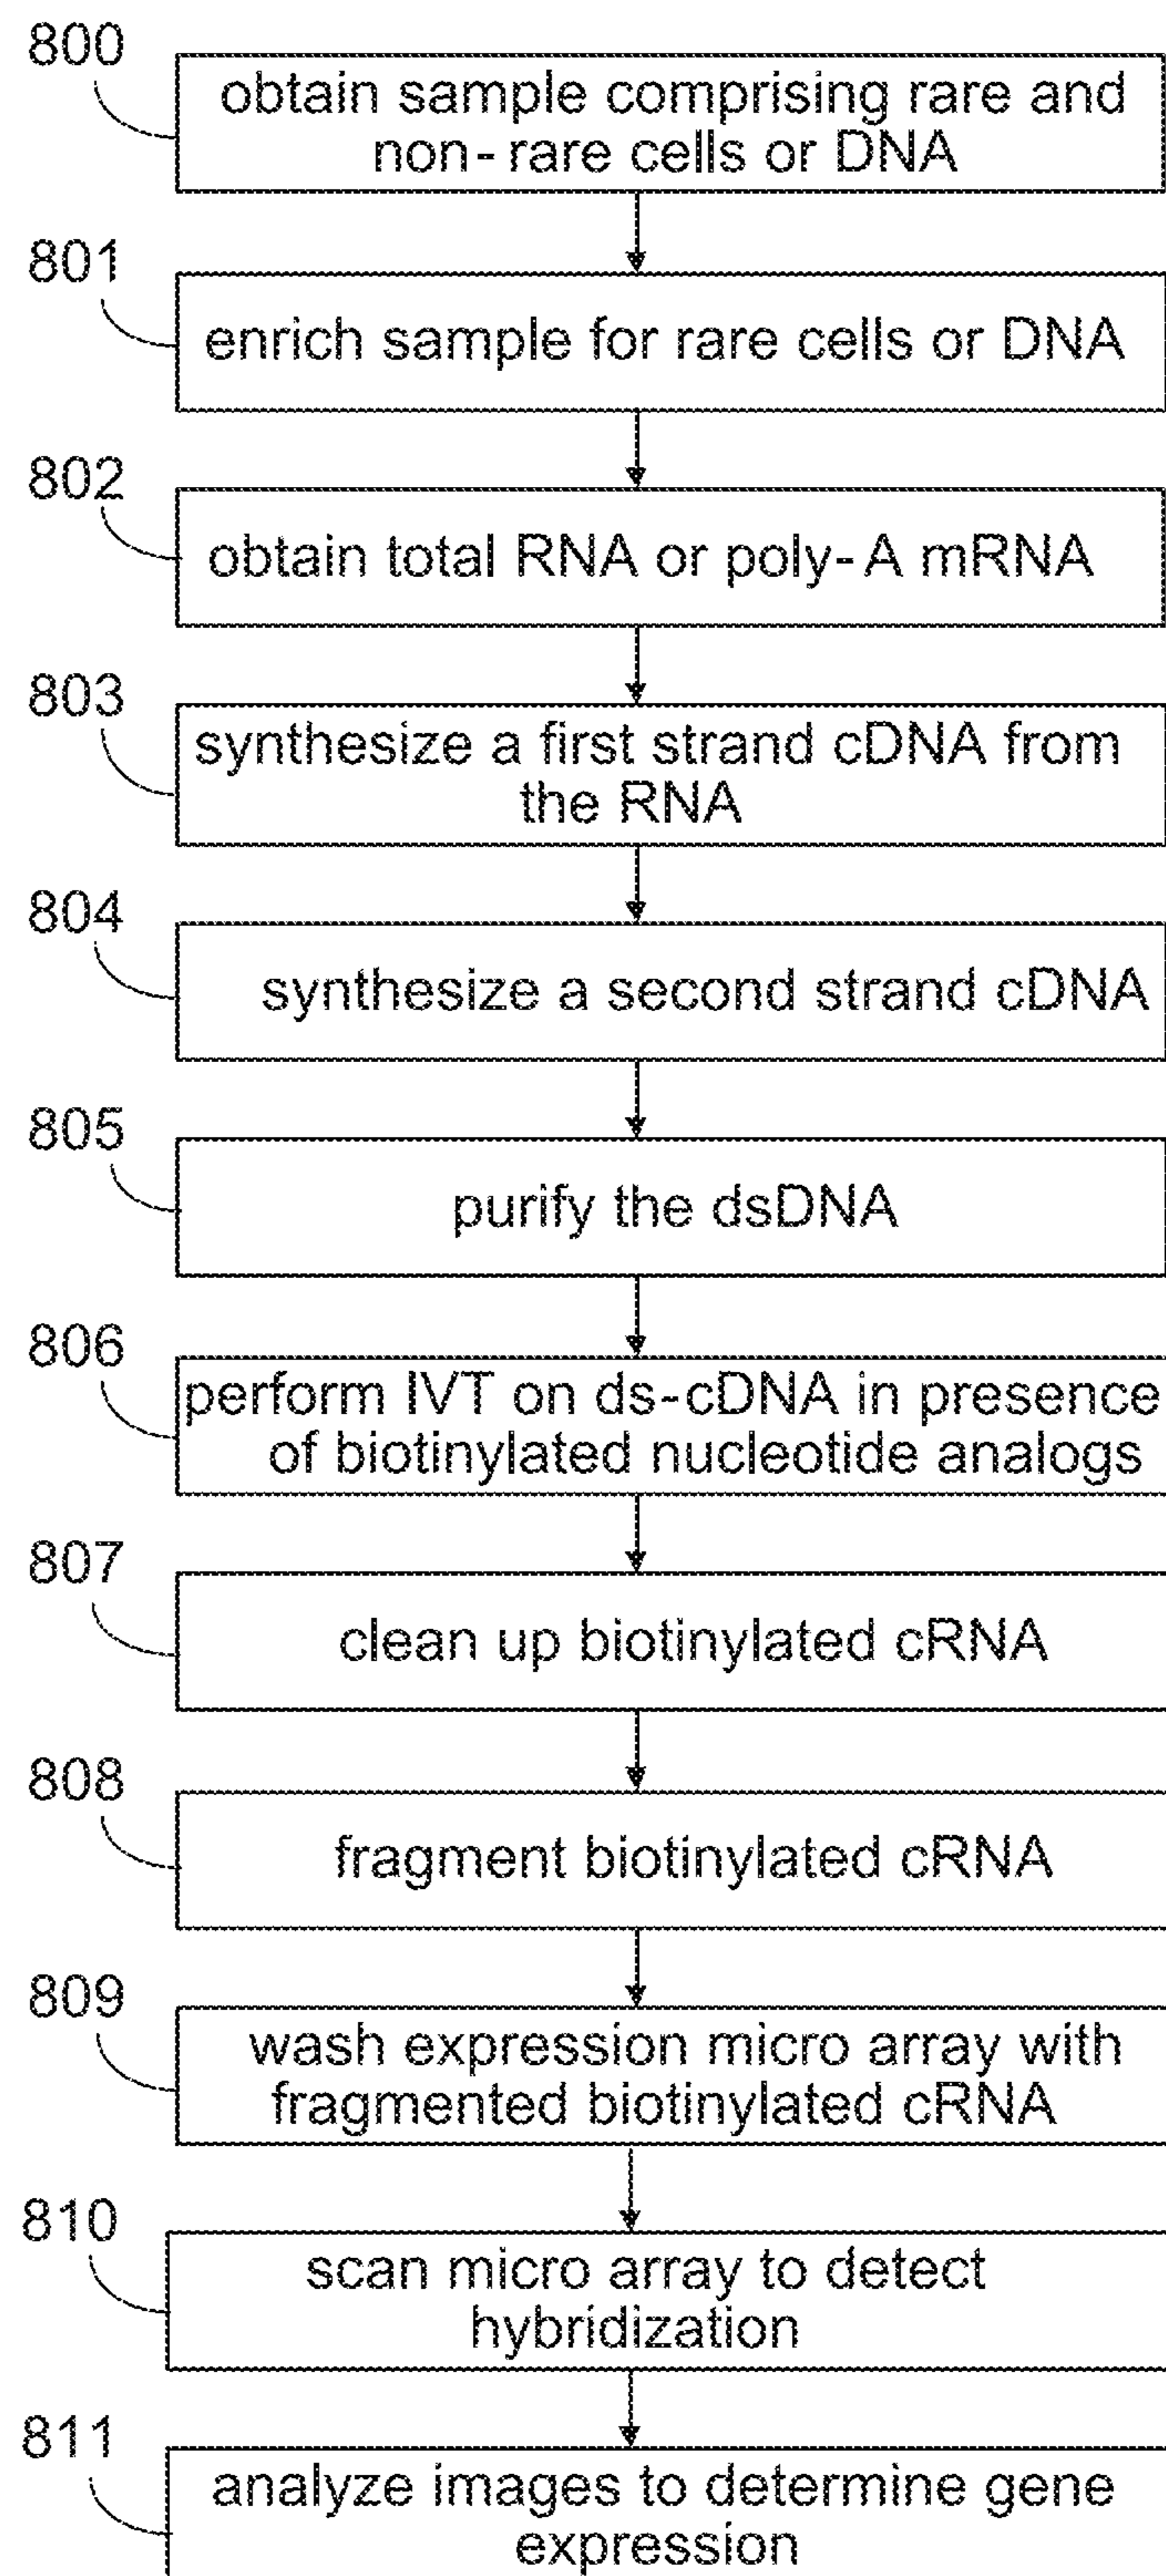 800
obtain sample comprising rare and
non-rare cells or DNA
801
enrich sample for rare cells or DNA
802
obtain total RNA or poly-A mRNA
803
synthesize a first strand cDNA from
the RNA
804
synthesize a second strand cDNA
805
purify the dsDNA
806
perform IVT on ds-cDNA in presence
of biotinylated nucleotide analogs
807
clean up biotinylated cRNA
808
fragment biotinylated cRNA
809
wash expression micro array with
fragmented biotinylated cRNA
810
scan micro array to detect
hybridization
811
analyze images to determine gene
expression